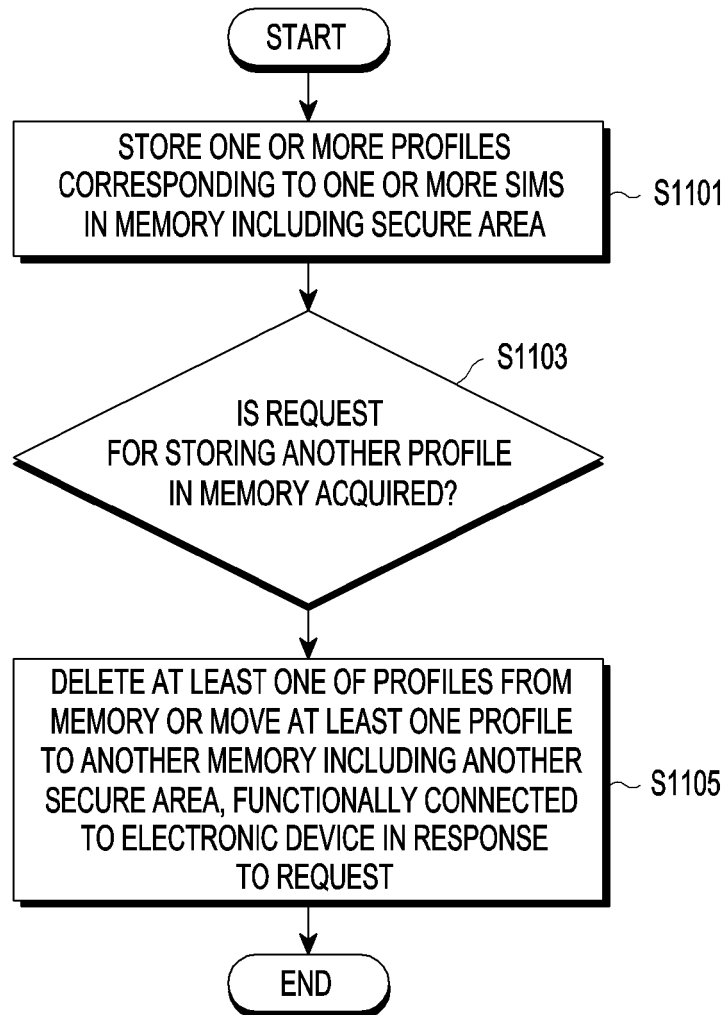 START
STORE ONE OR MORE PROFILES
CORRESPONDING TO ONE OR MORE SIMS
IN MEMORY INCLUDING SECURE AREA
S1101
S1103
IS REQUEST
FOR STORING ANOTHER PROFILE
IN MEMORY ACQUIRED?
DELETE AT LEAST ONE OF PROFILES FROM
MEMORY OR MOVE AT LEAST ONE PROFILE
TO ANOTHER MEMORY INCLUDING ANOTHER
SECURE AREA, FUNCTIONALLY CONNECTED
TO ELECTRONIC DEVICE IN RESPONSE
TO REQUEST
S1105
END